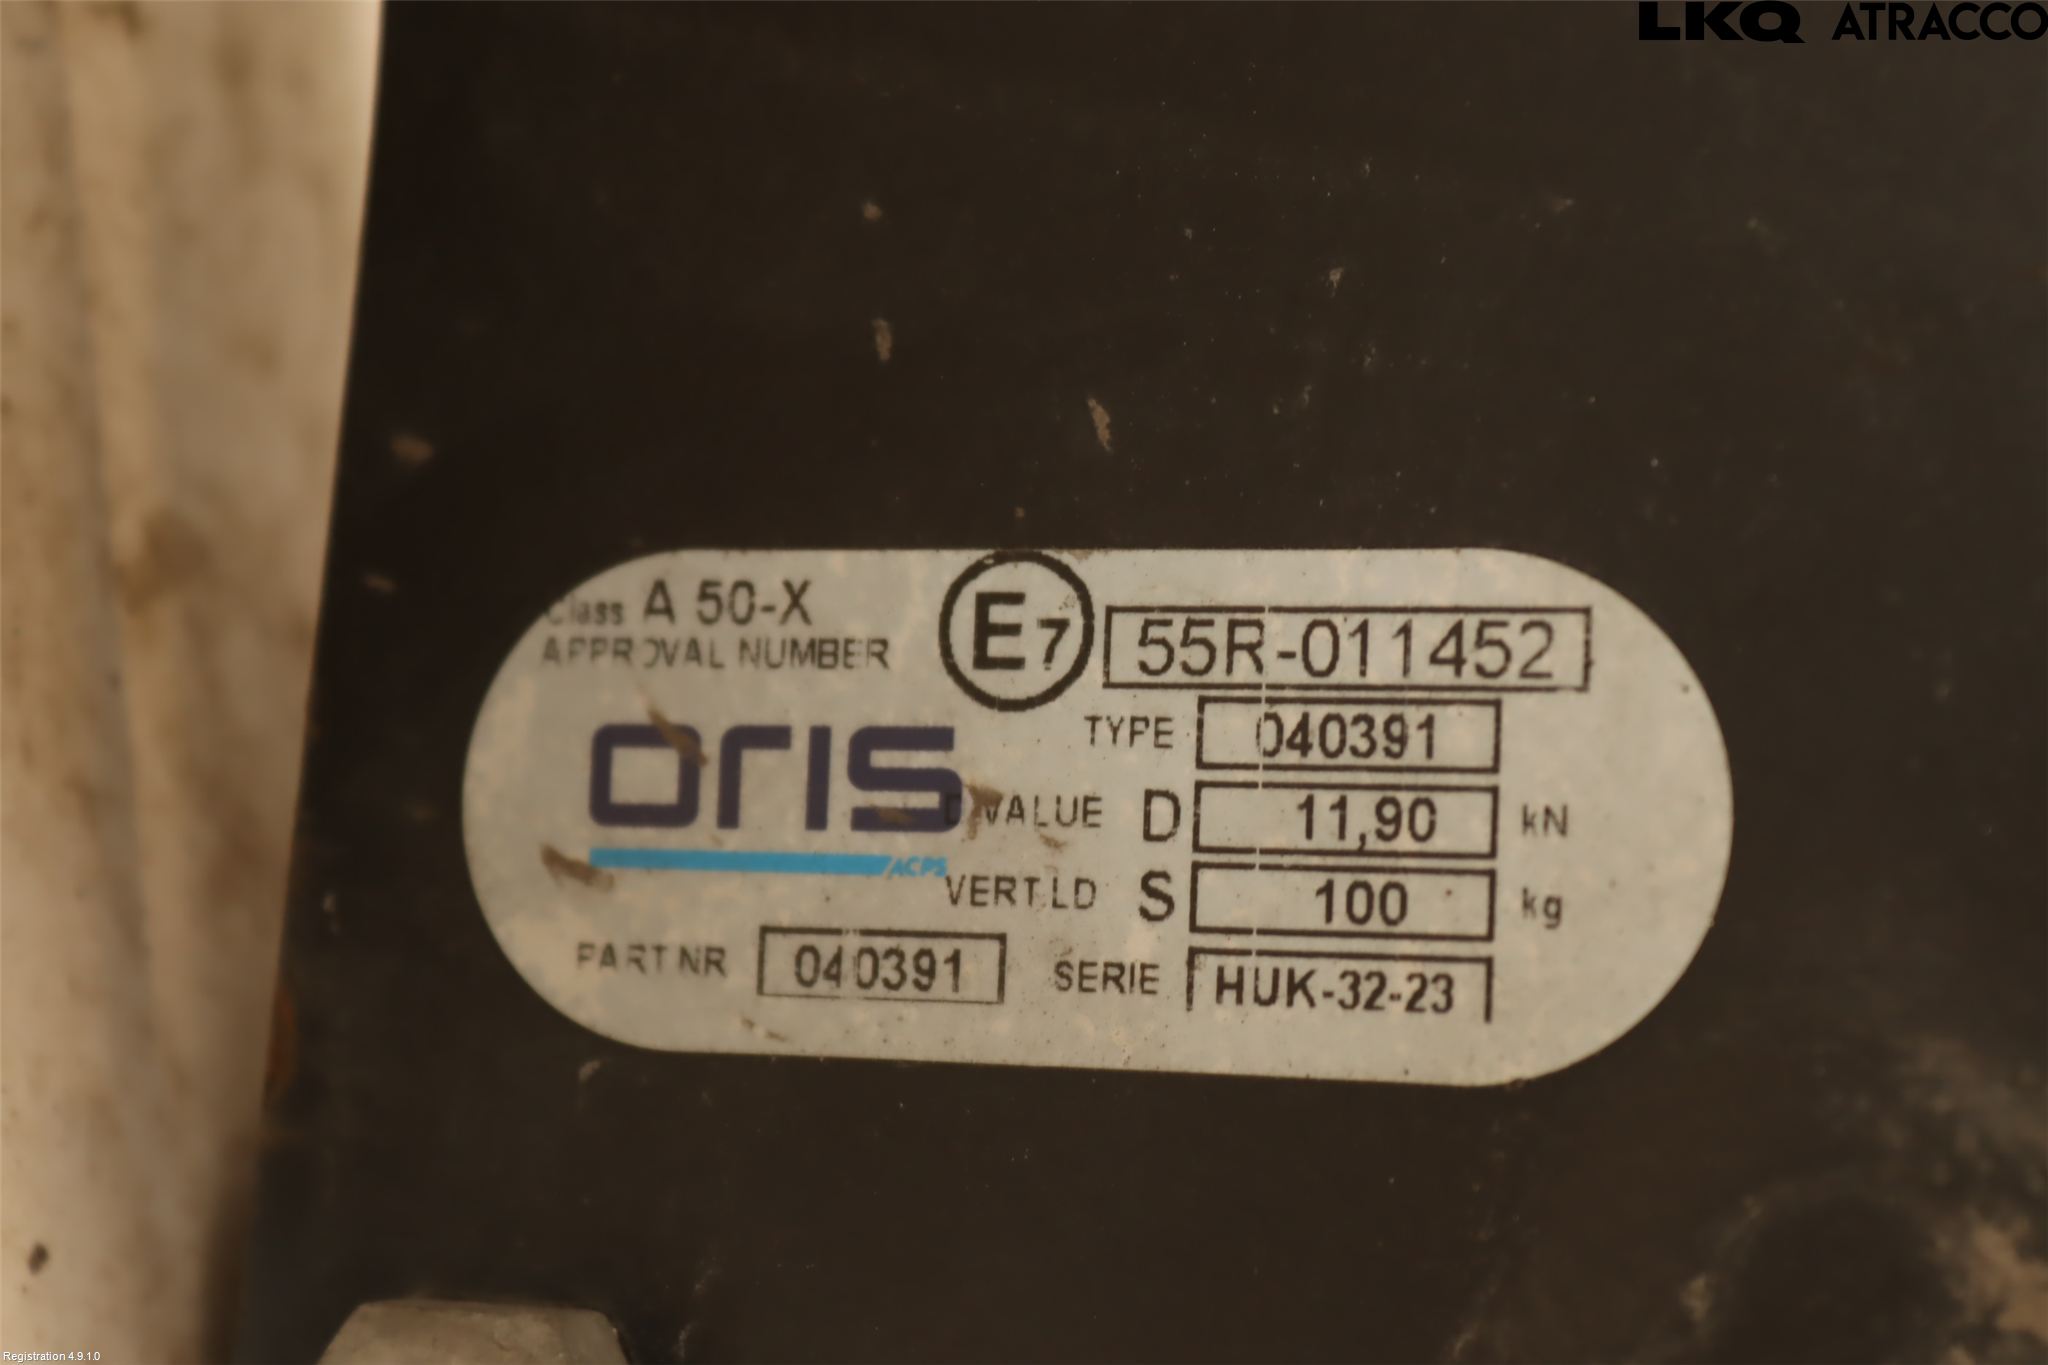 LKQ ATRACCO
Class A 50-X
APPROVAL NUMBER
E7
55R-011452
TYPE 040391
oris
ACPS
D VALUE D 11,90 kN
VERT.LD S 100 kg
PART NR 040391
SERIE HUK-32-23
Registration 4.9.1.0